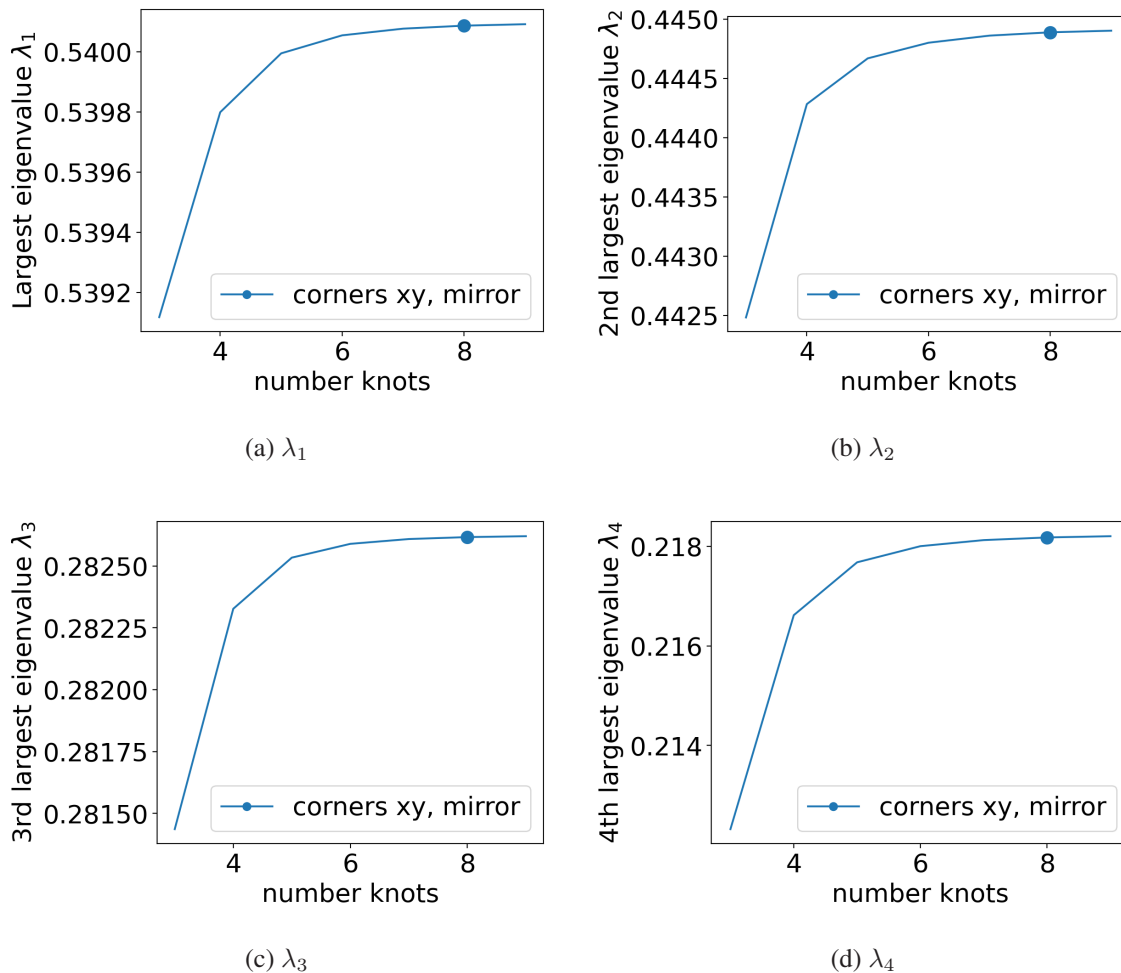 Largest eigenvalue λ₁
0.5400
0.5398
0.5396
0.5394
0.5392
corners xy, mirror
4 6 8
number knots
(a) λ₁
2nd largest eigenvalue λ₂
0.4450
0.4445
0.4440
0.4435
0.4430
0.4425
corners xy, mirror
4 6 8
number knots
(b) λ₂
3rd largest eigenvalue λ₃
0.28250
0.28225
0.28200
0.28175
0.28150
corners xy, mirror
4 6 8
number knots
(c) λ₃
4th largest eigenvalue λ₄
0.218
0.216
0.214
corners xy, mirror
4 6 8
number knots
(d) λ₄